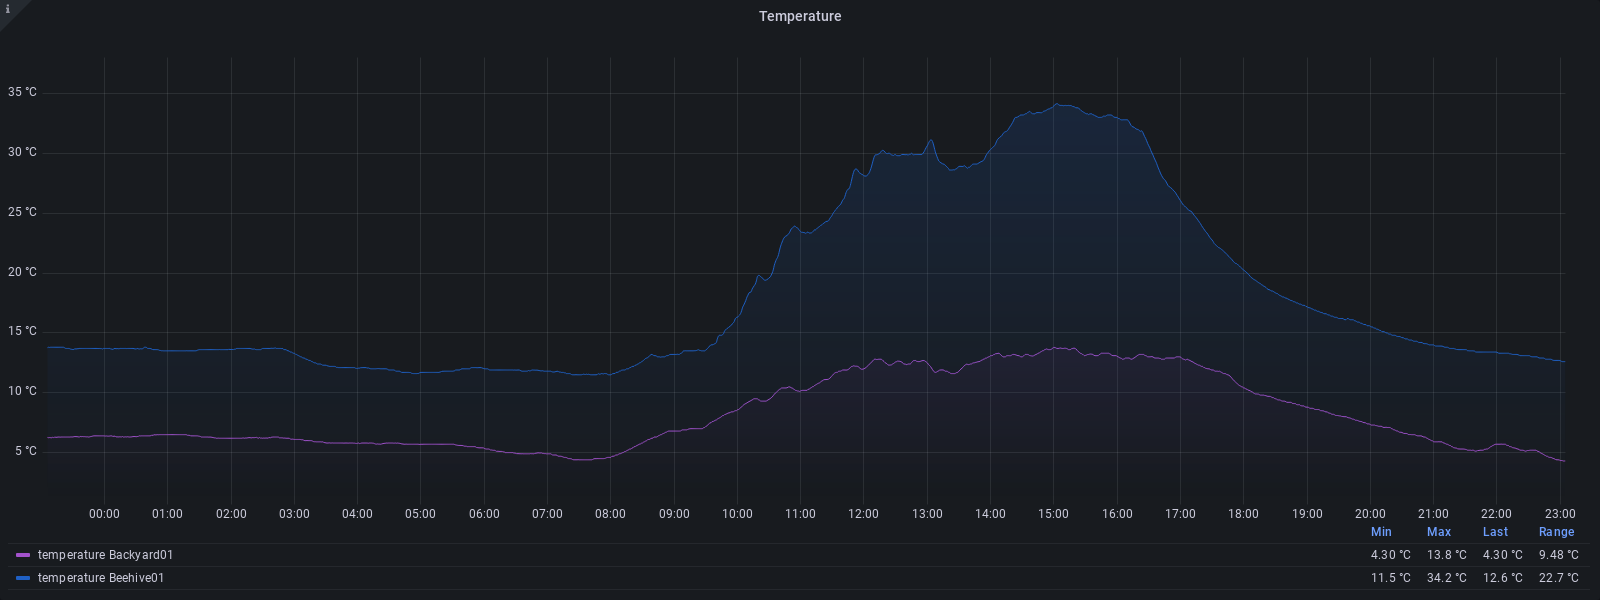 i
Temperature
35 °C
30 °C
25 °C
20 °C
15 °C
10 °C
5 °C
00:00 01:00 02:00 03:00 04:00 05:00 06:00 07:00 08:00 09:00 10:00 11:00 12:00 13:00 14:00 15:00 16:00 17:00 18:00 19:00 20:00 21:00 22:00 23:00
Min Max Last Range
temperature Backyard01 4.30 °C 13.8 °C 4.30 °C 9.48 °C
temperature Beehive01 11.5 °C 34.2 °C 12.6 °C 22.7 °C